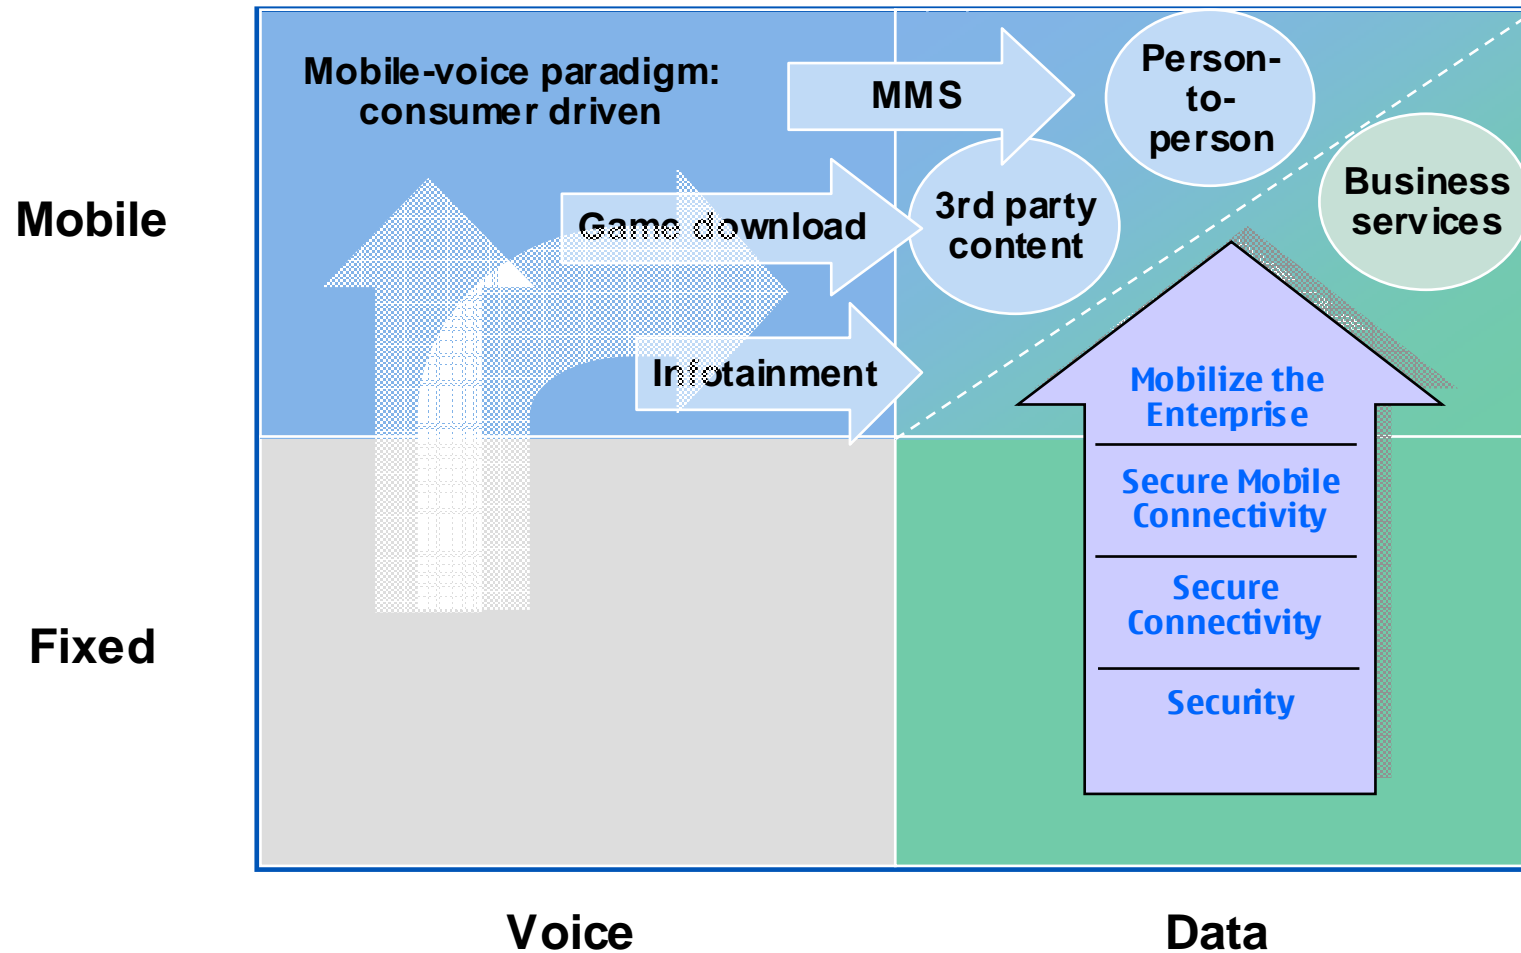 Mobile-voice paradigm:
consumer driven
MMS
Person-
to-
person
Business
services
Mobile
Game download
3rd party
content
Infotainment
Mobilize the
Enterprise
Secure Mobile
Connectivity
Secure
Connectivity
Fixed
Security
Voice
Data